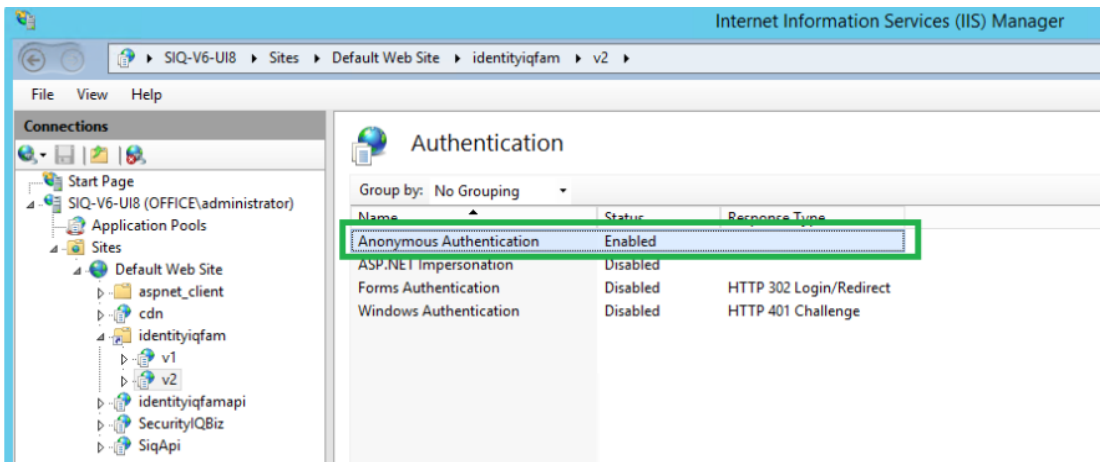 Internet Information Services (IIS) Manager
SIQ-V6-UI8 Sites Default Web Site identityiqfam v2
File View Help
Connections
Start Page
SIQ-V6-UI8 (OFFICE\administrator)
Application Pools
Sites
Default Web Site
aspnet_client
cdn
identityiqfam
v1
v2
identityiqfamapi
SecurityIQBiz
SiqApi
Authentication
Group by: No Grouping
Name Status Response Type
Anonymous Authentication Enabled
ASP.NET Impersonation Disabled
Forms Authentication Disabled HTTP 302 Login/Redirect
Windows Authentication Disabled HTTP 401 Challenge